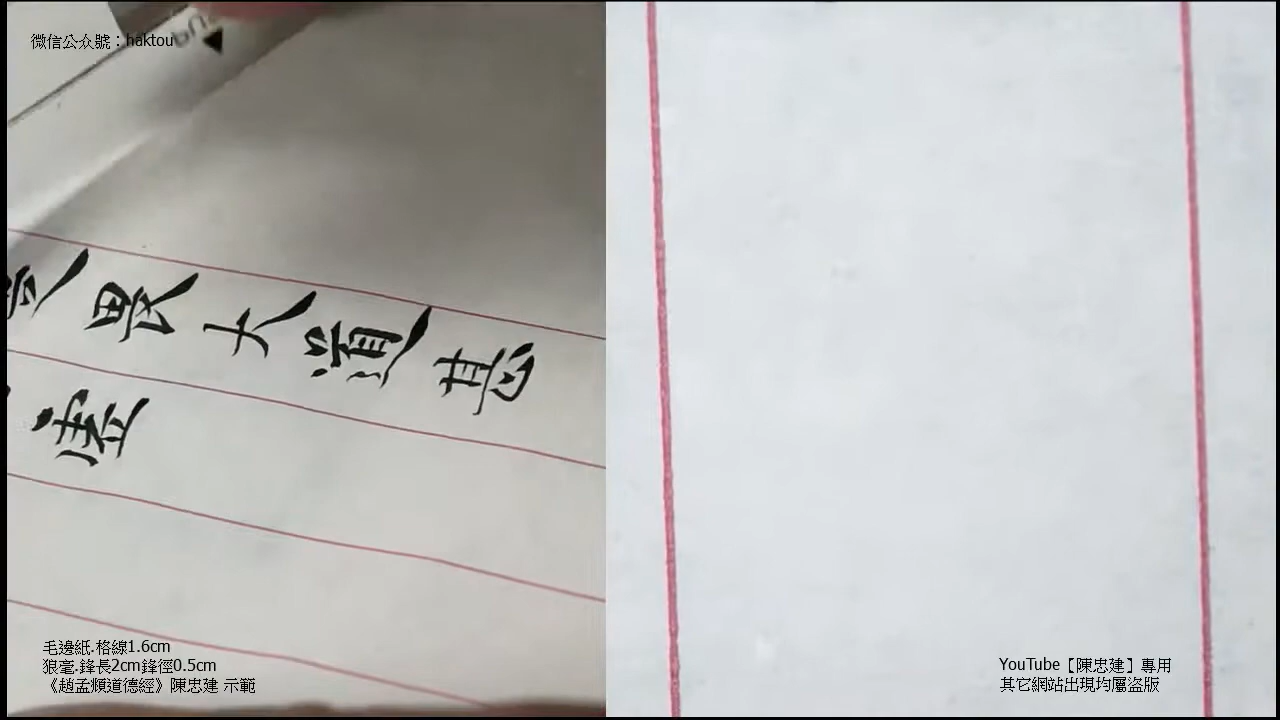 微信公众號：haktou
畏大道甚
虛
毛邊紙.格線1.6cm
狼毫.鋒長2cm鋒徑0.5cm
《趙孟頫道德經》陳忠建 示範
YouTube［陳忠建］專用
其它網站出現均屬盜版